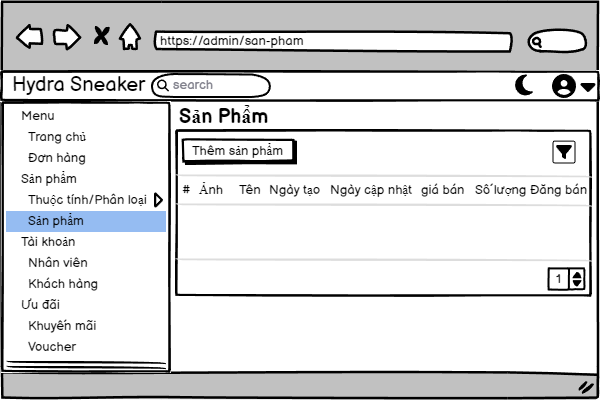 https://admin/san-pham
Hydra Sneaker
search
Menu
Trang chủ
Đơn hàng
Sản phẩm
Thuộc tính/Phân loại
Sản phẩm
Tài khoản
Nhân viên
Khách hàng
Ưu đãi
Khuyến mãi
Voucher
Sản Phẩm
Thêm sản phẩm
# Ảnh Tên Ngày tạo Ngày cập nhật giá bán Số lượng Đăng bán
1